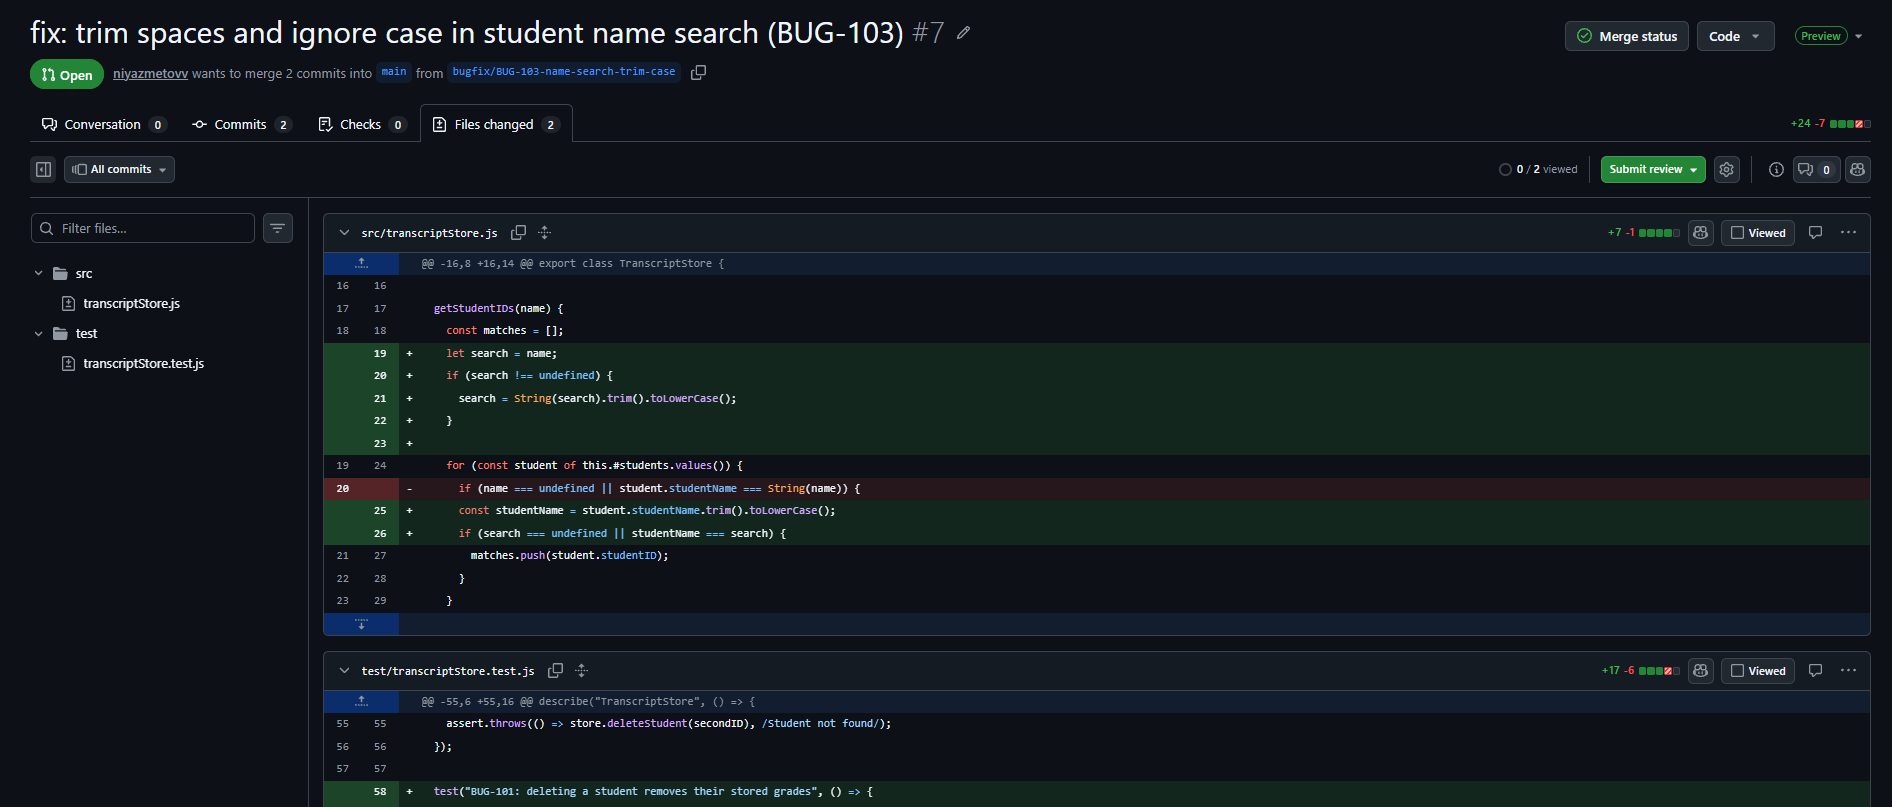 fix: trim spaces and ignore case in student name search (BUG-103) #7
Merge status
Code
Preview
Open
niyazmetovv wants to merge 2 commits into main from bugfix/BUG-103-name-search-trim-case
Conversation 0
Commits 2
Checks 0
Files changed 2
+24 -7
All commits
0 / 2 viewed
Submit review
0
Filter files...
src
transcriptStore.js
test
transcriptStore.test.js
src/transcriptStore.js
+7 -1
Viewed
@@ -16,8 +16,14 @@ export class TranscriptStore {
16 16
17 17 getStudentIDs(name) {
18 18 const matches = [];
19 + let search = name;
20 + if (search !== undefined) {
21 + search = String(search).trim().toLowerCase();
22 + }
23 +
19 24 for (const student of this.#students.values()) {
20 - if (name === undefined || student.studentName === String(name)) {
25 + const studentName = student.studentName.trim().toLowerCase();
26 + if (search === undefined || studentName === search) {
21 27 matches.push(student.studentID);
22 28 }
23 29 }
test/transcriptStore.test.js
+17 -6
Viewed
@@ -55,6 +55,16 @@ describe("TranscriptStore", () => {
55 55 assert.throws(() => store.deleteStudent(secondID), /Student not found/);
56 56 });
57 57
58 + test("BUG-101: deleting a student removes their stored grades", () => {